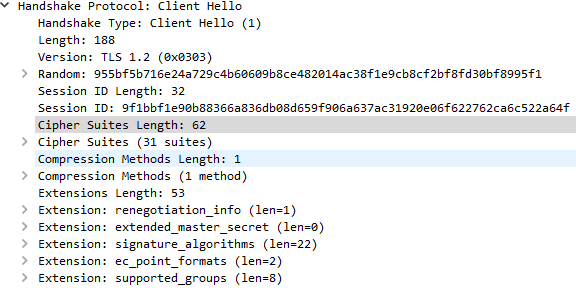 Handshake Protocol: Client Hello
Handshake Type: Client Hello (1)
Length: 188
Version: TLS 1.2 (0x0303)
Random: 955bf5b716e24a729c4b60609b8ce482014ac38f1e9cb8cf2bf8fd30bf8995f1
Session ID Length: 32
Session ID: 9f1bbf1e90b88366a836db08d659f906a637ac31920e06f622762ca6c522a64f
Cipher Suites Length: 62
Cipher Suites (31 suites)
Compression Methods Length: 1
Compression Methods (1 method)
Extensions Length: 53
Extension: renegotiation_info (len=1)
Extension: extended_master_secret (len=0)
Extension: signature_algorithms (len=22)
Extension: ec_point_formats (len=2)
Extension: supported_groups (len=8)